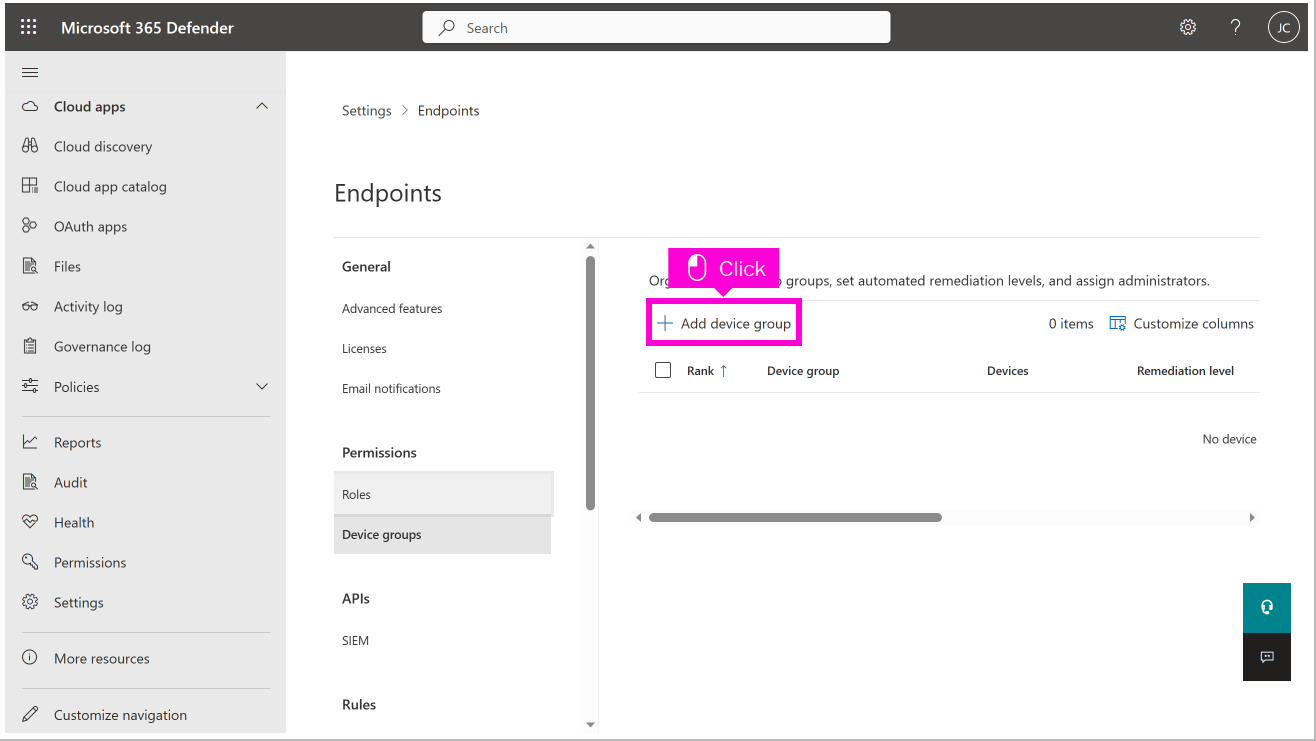 Microsoft 365 Defender
Search
JC
Cloud apps
Cloud discovery
Cloud app catalog
OAuth apps
Files
Activity log
Governance log
Policies
Reports
Audit
Health
Permissions
Settings
More resources
Customize navigation
Settings > Endpoints
Endpoints
General
Advanced features
Licenses
Email notifications
Permissions
Roles
Device groups
APIs
SIEM
Rules
Click
groups, set automated remediation levels, and assign administrators.
Add device group
0 items
Customize columns
Rank ↑ Device group Devices Remediation level
No device